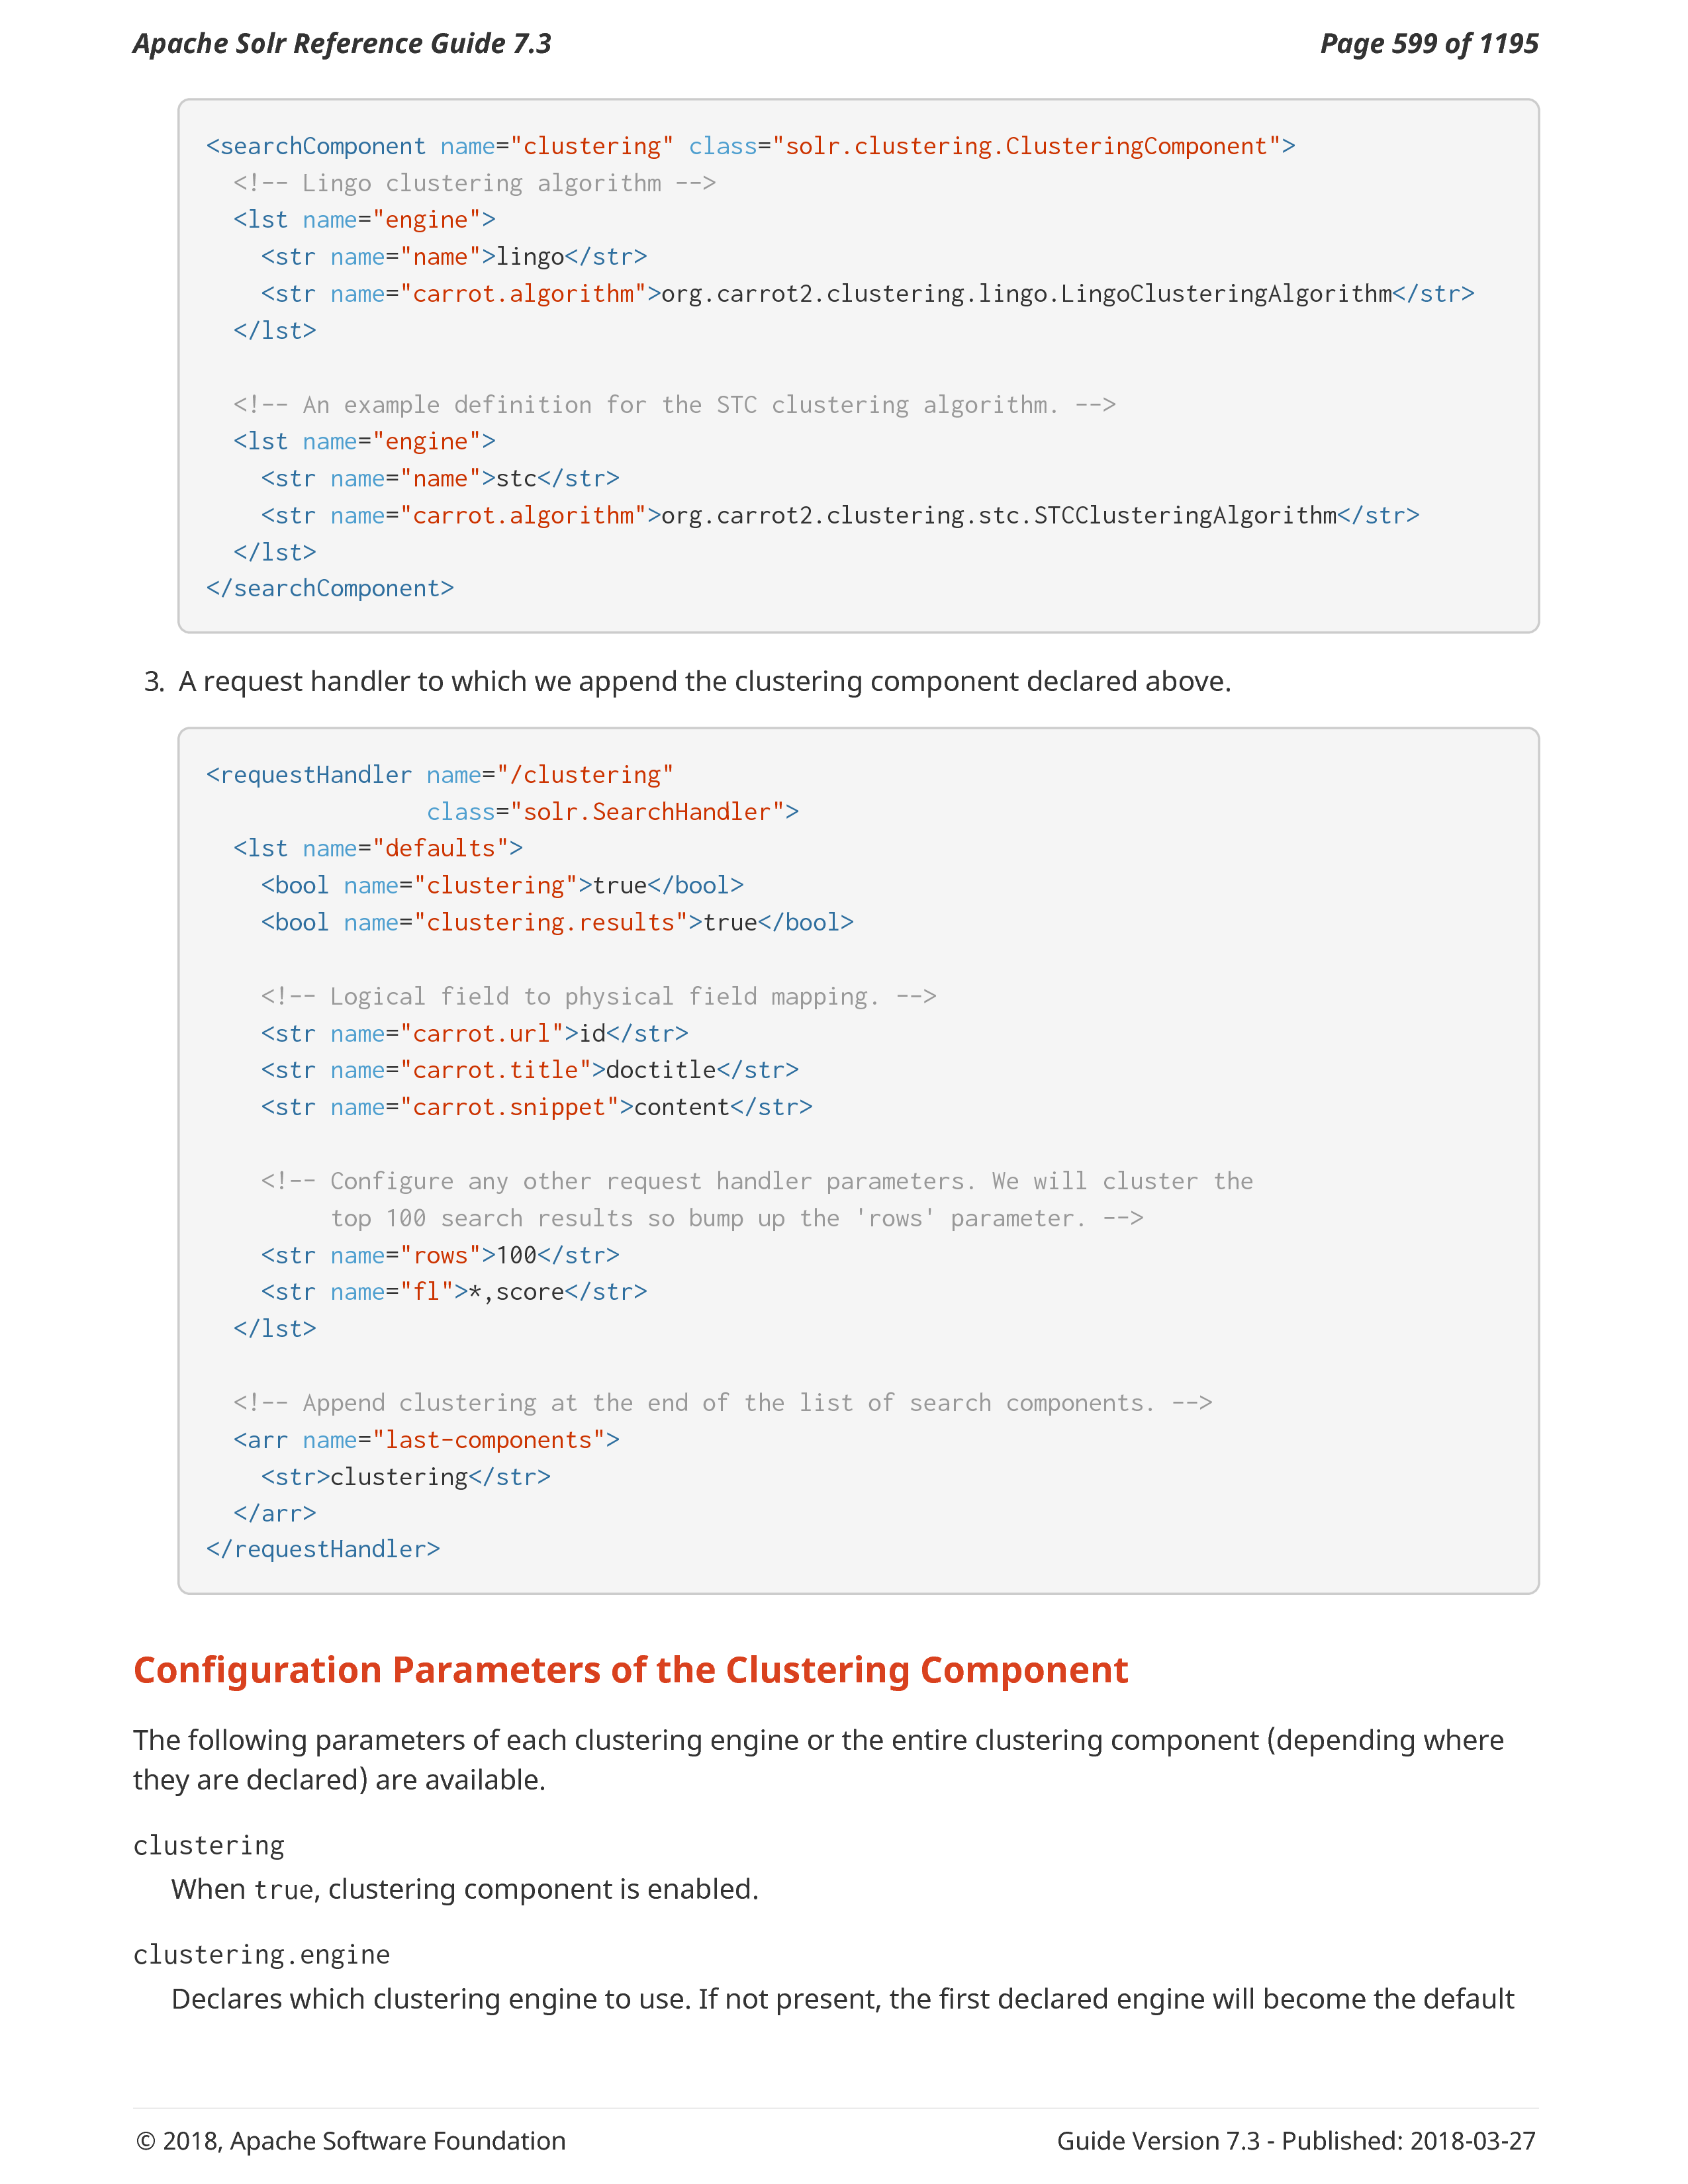 Apache Solr Reference Guide 7.3
Page 599 of 1195
<searchComponent name="clustering" class="solr.clustering.ClusteringComponent">
  <!-- Lingo clustering algorithm -->
  <lst name="engine">
    <str name="name">lingo</str>
    <str name="carrot.algorithm">org.carrot2.clustering.lingo.LingoClusteringAlgorithm</str>
  </lst>

  <!-- An example definition for the STC clustering algorithm. -->
  <lst name="engine">
    <str name="name">stc</str>
    <str name="carrot.algorithm">org.carrot2.clustering.stc.STCClusteringAlgorithm</str>
  </lst>
</searchComponent>
3. A request handler to which we append the clustering component declared above.
<requestHandler name="/clustering"
                class="solr.SearchHandler">
  <lst name="defaults">
    <bool name="clustering">true</bool>
    <bool name="clustering.results">true</bool>

    <!-- Logical field to physical field mapping. -->
    <str name="carrot.url">id</str>
    <str name="carrot.title">doctitle</str>
    <str name="carrot.snippet">content</str>

    <!-- Configure any other request handler parameters. We will cluster the
         top 100 search results so bump up the 'rows' parameter. -->
    <str name="rows">100</str>
    <str name="fl">*,score</str>
  </lst>

  <!-- Append clustering at the end of the list of search components. -->
  <arr name="last-components">
    <str>clustering</str>
  </arr>
</requestHandler>
Configuration Parameters of the Clustering Component
The following parameters of each clustering engine or the entire clustering component (depending where
they are declared) are available.
clustering
When true, clustering component is enabled.
clustering.engine
Declares which clustering engine to use. If not present, the first declared engine will become the default
© 2018, Apache Software Foundation
Guide Version 7.3 - Published: 2018-03-27